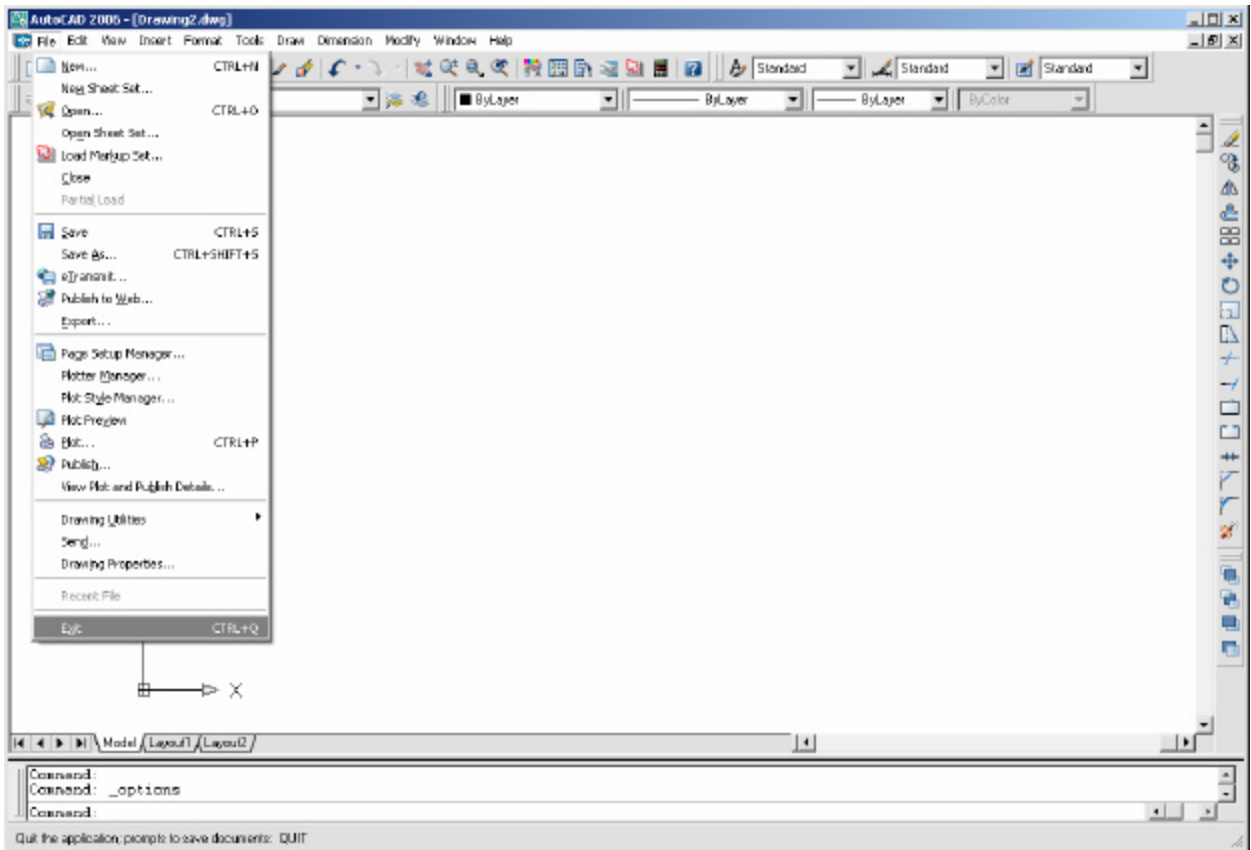 AutoCAD 2006 - [Drawing2.dwg]
File Edit View Insert Format Tools Draw Dimension Modify Window Help
Standard Standard Standard
ByLayer ByLayer ByLayer ByColor
New... CTRL+N
New Sheet Set...
Open... CTRL+O
Open Sheet Set...
Load Markup Set...
Close
Partial Load
Save CTRL+S
Save As... CTRL+SHIFT+S
eTransmit...
Publish to Web...
Export...
Page Setup Manager...
Plotter Manager...
Plot Style Manager...
Plot Preview
Plot... CTRL+P
Publish...
View Plot and Publish Details...
Drawing Utilities
Send...
Drawing Properties...
Recent File
Exit CTRL+Q
X
Model Layout1 Layout2
Command:
Command: _options
Command:
Quit the application; prompts to save documents: QUIT